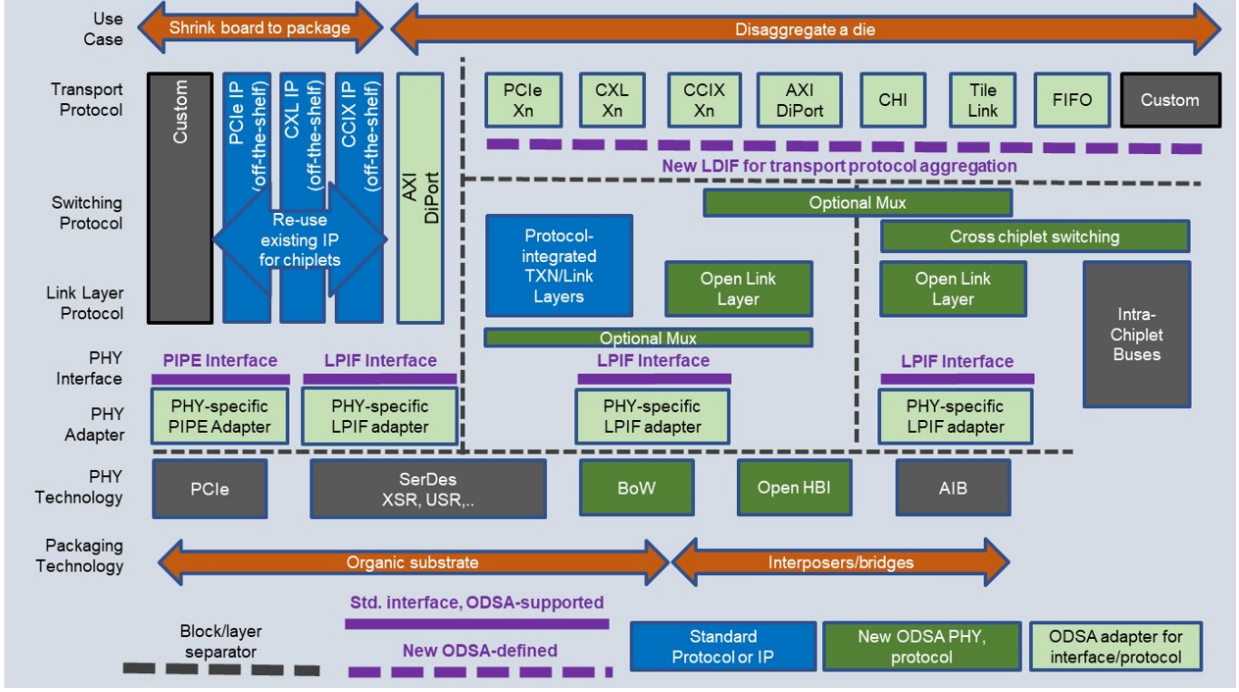 Use
Case
Shrink board to package
Disaggregate a die
Transport
Protocol
Custom
PCIe IP
(off-the-shelf)
CXL IP
(off-the-shelf)
CCIX IP
(off-the-shelf)
AXI
DiPort
PCIe
Xn
CXL
Xn
CCIX
Xn
AXI
DiPort
CHI
Tile
Link
FIFO
Custom
New LDIF for transport protocol aggregation
Switching
Protocol
Re-use
existing IP
for chiplets
Optional Mux
Protocol-
integrated
TXN/Link
Layers
Cross chiplet switching
Link Layer
Protocol
Open Link
Layer
Open Link
Layer
Intra-
Chiplet
Buses
Optional Mux
PHY
Interface
PIPE Interface
LPIF Interface
LPIF Interface
LPIF Interface
PHY
Adapter
PHY-specific
PIPE Adapter
PHY-specific
LPIF adapter
PHY-specific
LPIF adapter
PHY-specific
LPIF adapter
PHY
Technology
PCIe
SerDes
XSR, USR,..
BoW
Open HBI
AIB
Packaging
Technology
Organic substrate
Interposers/bridges
Block/layer
separator
Std. interface, ODSA-supported
New ODSA-defined
Standard
Protocol or IP
New ODSA PHY,
protocol
ODSA adapter for
interface/protocol